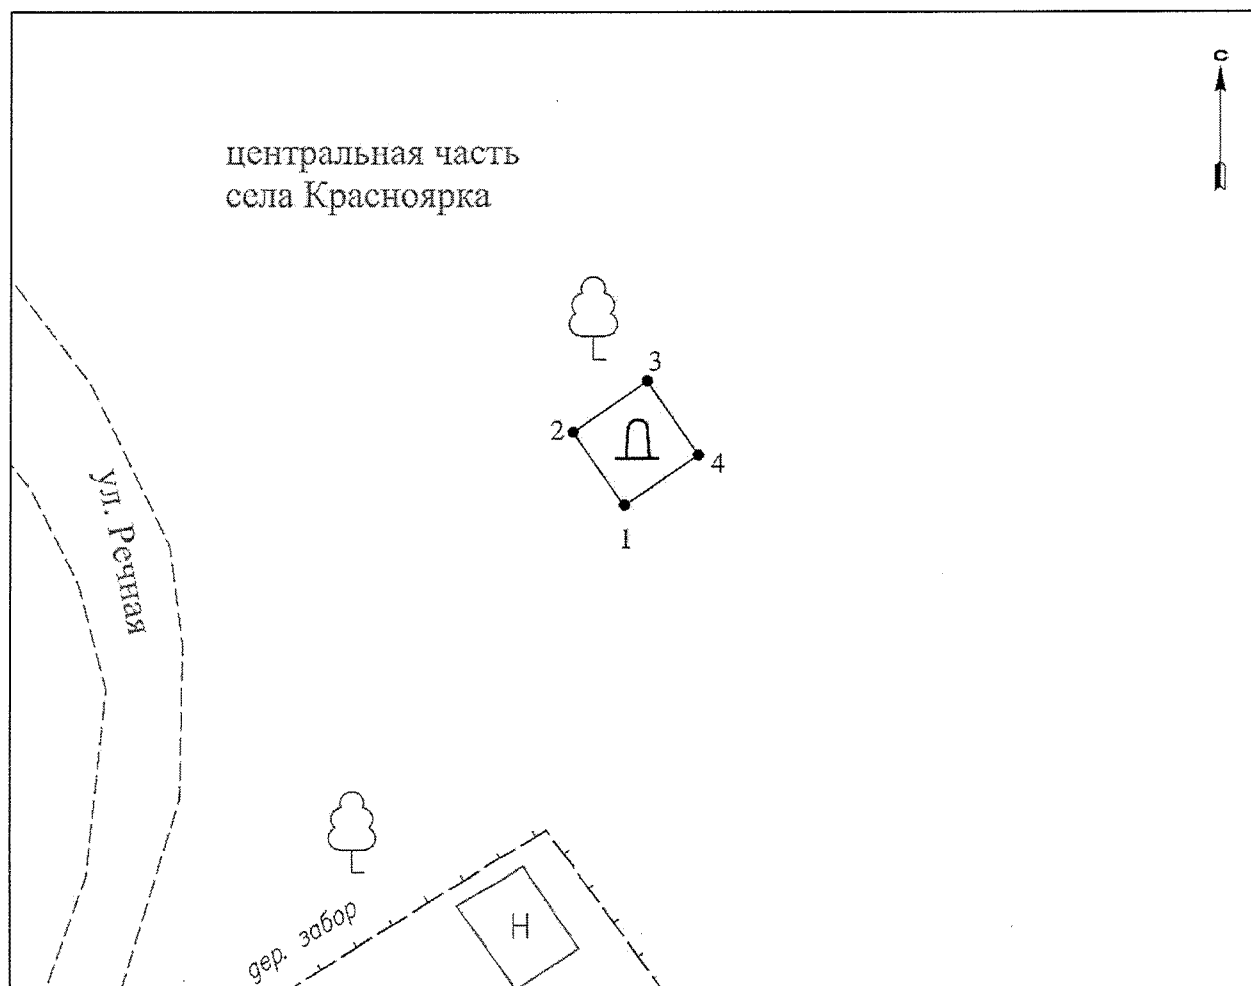 С
центральная часть
села Красноярка
3
2
4
1
ул. Речная
дер. забор
Н